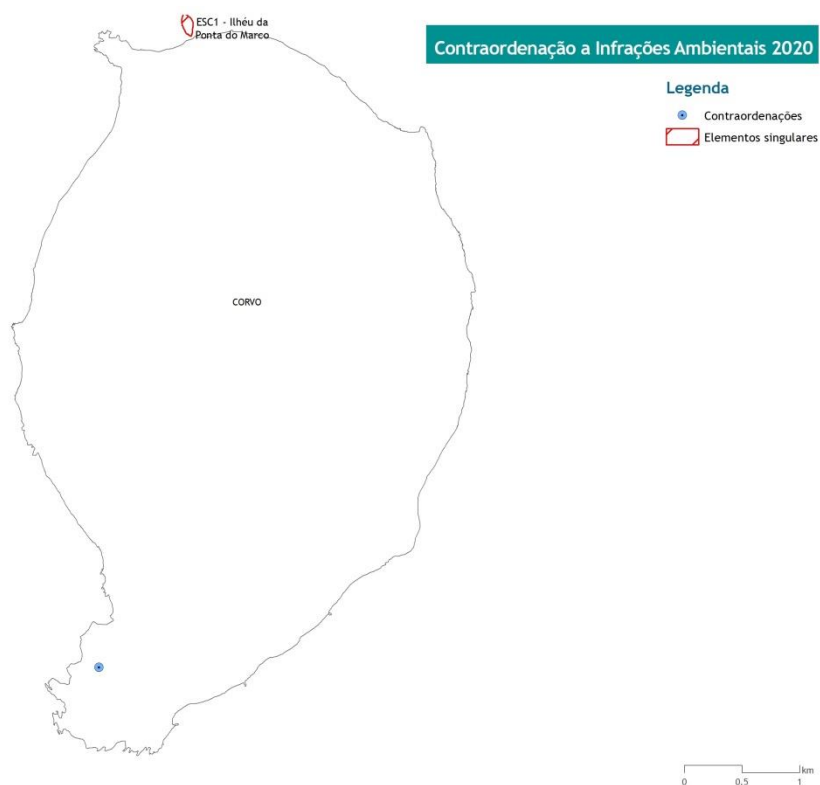 ESC1 - Ilhéu da
Ponta do Marco
Contraordenação a Infrações Ambientais 2020
Legenda
Contraordenações
Elementos singulares
CORVO
km
0 0.5 1